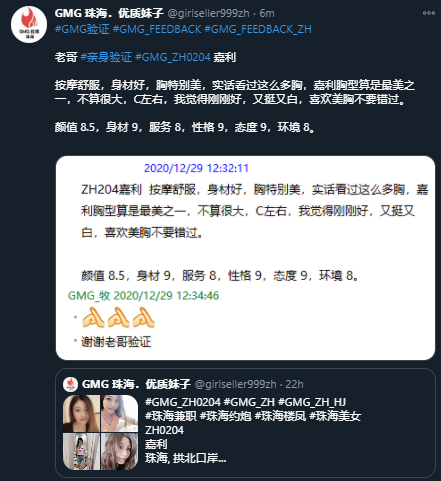 GMG 珠海．优质妹子 @girlseller999zh · 6m
#GMG验证 #GMG_FEEDBACK #GMG_FEEDBACK_ZH
老哥 #亲身验证 #GMG_ZH0204 嘉利
按摩舒服，身材好，胸特别美，实话看过这么多胸，嘉利胸型算是最美之
一，不算很大，C左右，我觉得刚刚好，又挺又白，喜欢美胸不要错过。
颜值 8.5，身材 9，服务 8，性格 9，态度 9，环境 8。
2020/12/29 12:32:11
ZH204嘉利 按摩舒服，身材好，胸特别美，实话看过这么多胸，嘉
利胸型算是最美之一，不算很大，C左右，我觉得刚刚好，又挺又
白，喜欢美胸不要错过。
颜值 8.5，身材 9，服务 8，性格 9，态度 9，环境 8。
GMG_牧 2020/12/29 12:34:46
谢谢老哥验证
GMG 珠海．优质妹子 @girlseller999zh · 22h
#GMG_ZH0204 #GMG_ZH #GMG_ZH_HJ
#珠海兼职 #珠海约炮 #珠海楼凤 #珠海美女
ZH0204
嘉利
珠海, 拱北口岸...